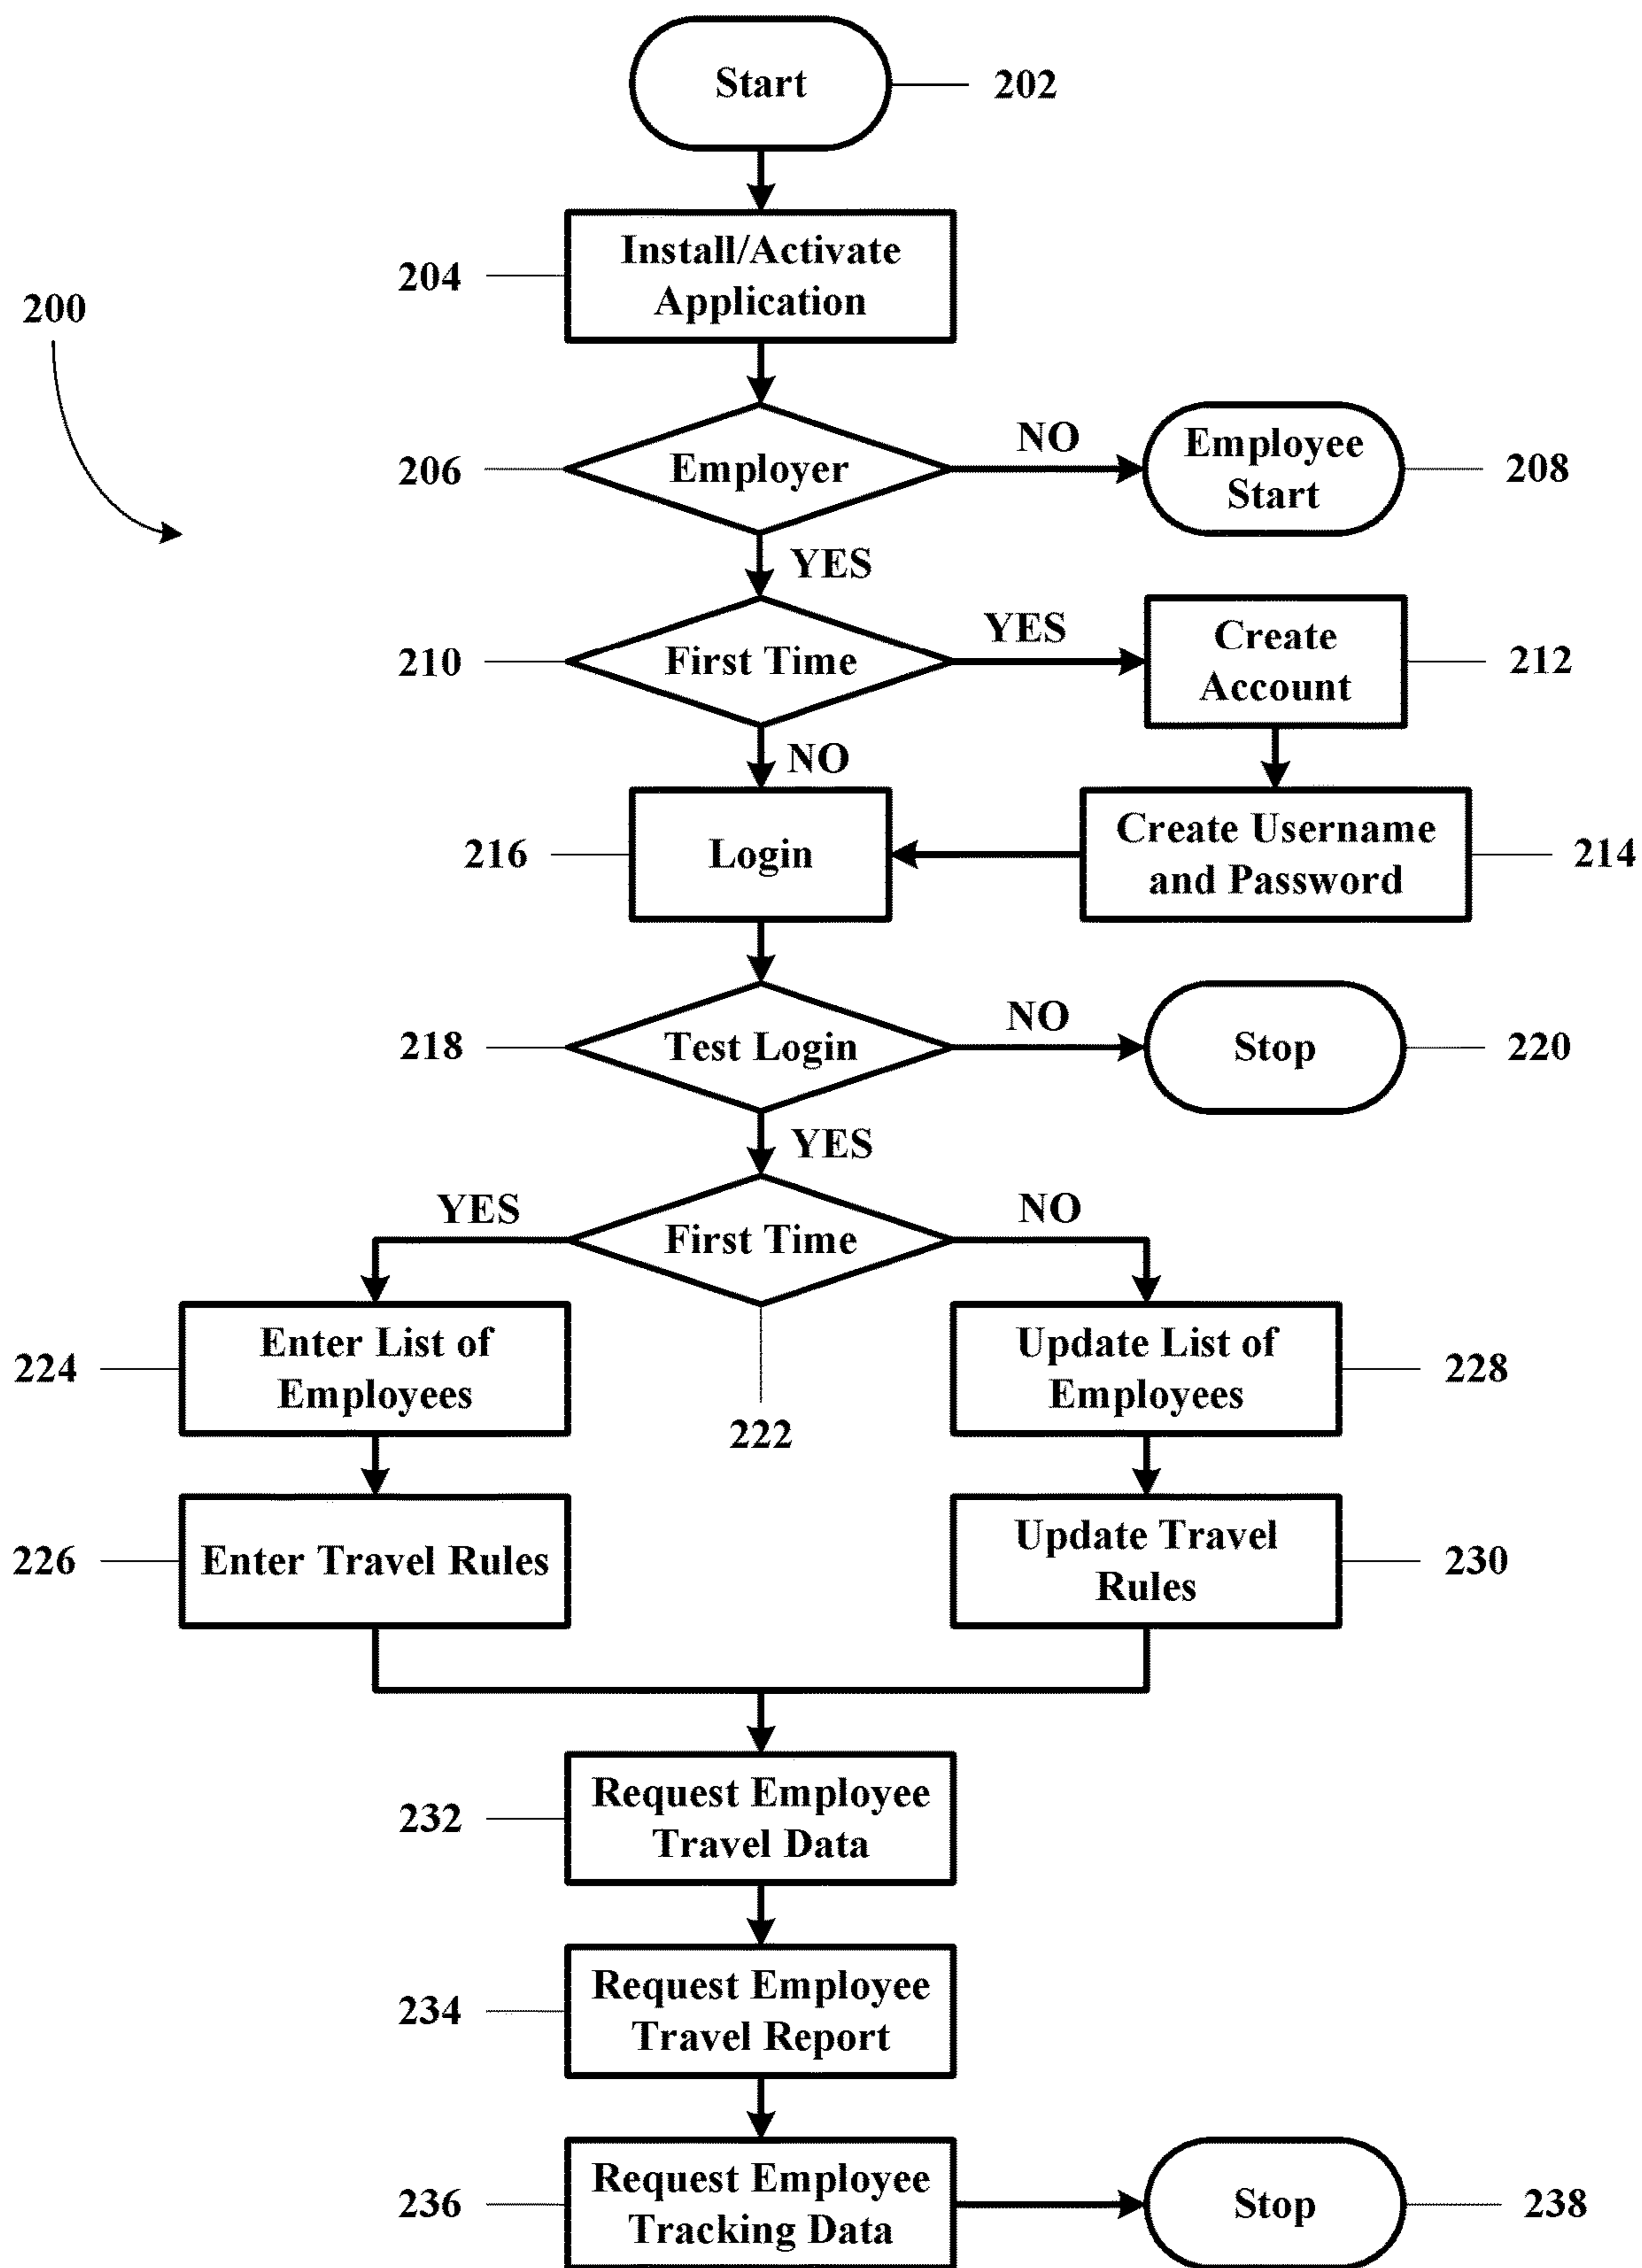 Start
202
Install/Activate
Application
204
200
Employer
206
NO
Employee
Start
208
YES
First Time
210
YES
Create
Account
212
NO
Login
216
Create Username
and Password
214
Test Login
218
NO
Stop
220
YES
First Time
222
YES
NO
Enter List of
Employees
224
Update List of
Employees
228
Enter Travel Rules
226
Update Travel
Rules
230
Request Employee
Travel Data
232
Request Employee
Travel Report
234
Request Employee
Tracking Data
236
Stop
238